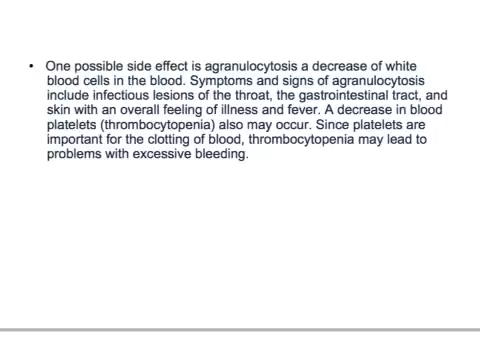 • One possible side effect is agranulocytosis a decrease of white
blood cells in the blood. Symptoms and signs of agranulocytosis
include infectious lesions of the throat, the gastrointestinal tract, and
skin with an overall feeling of illness and fever. A decrease in blood
platelets (thrombocytopenia) also may occur. Since platelets are
important for the clotting of blood, thrombocytopenia may lead to
problems with excessive bleeding.